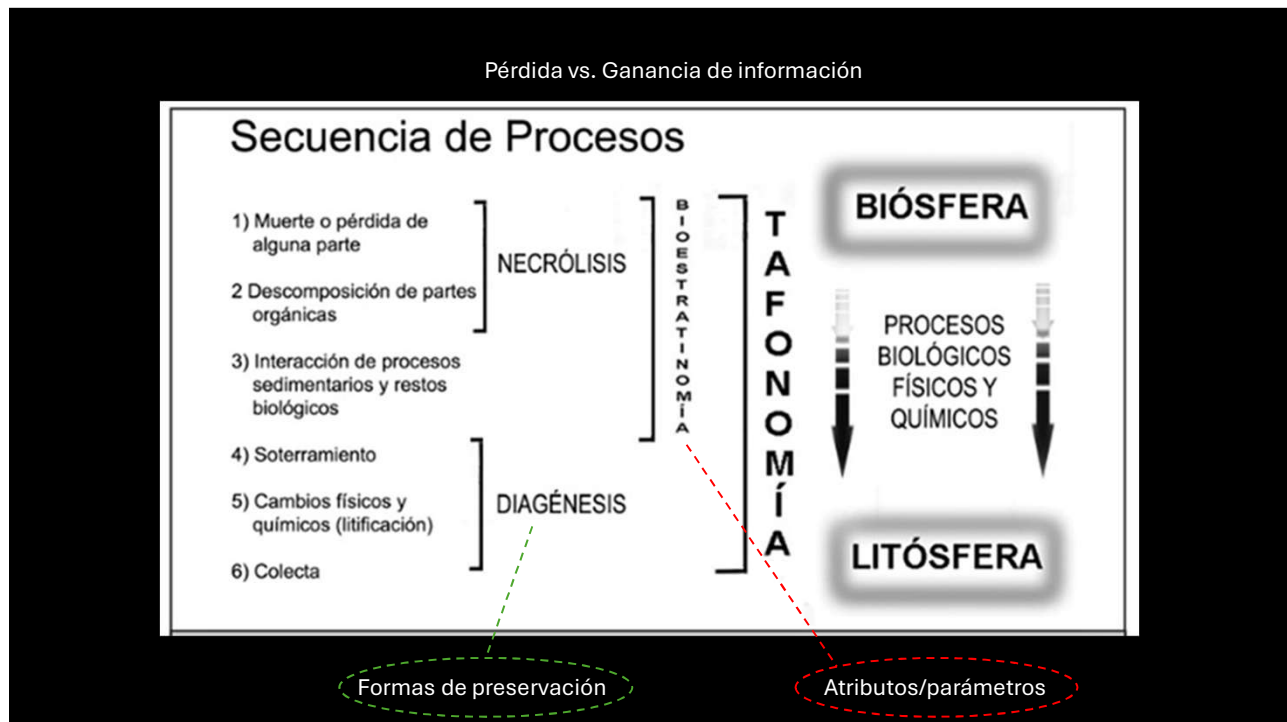 Pérdida vs. Ganancia de información
Secuencia de Procesos
1) Muerte o pérdida de
alguna parte
2 Descomposición de partes
orgánicas
3) Interacción de procesos
sedimentarios y restos
biológicos
4) Soterramiento
5) Cambios físicos y
químicos (litificación)
6) Colecta
NECRÓLISIS
DIAGÉNESIS
BIOESTRATINOMÍA
TAFONOMÍA
BIÓSFERA
PROCESOS
BIOLÓGICOS
FÍSICOS Y
QUÍMICOS
LITÓSFERA
Formas de preservación
Atributos/parámetros